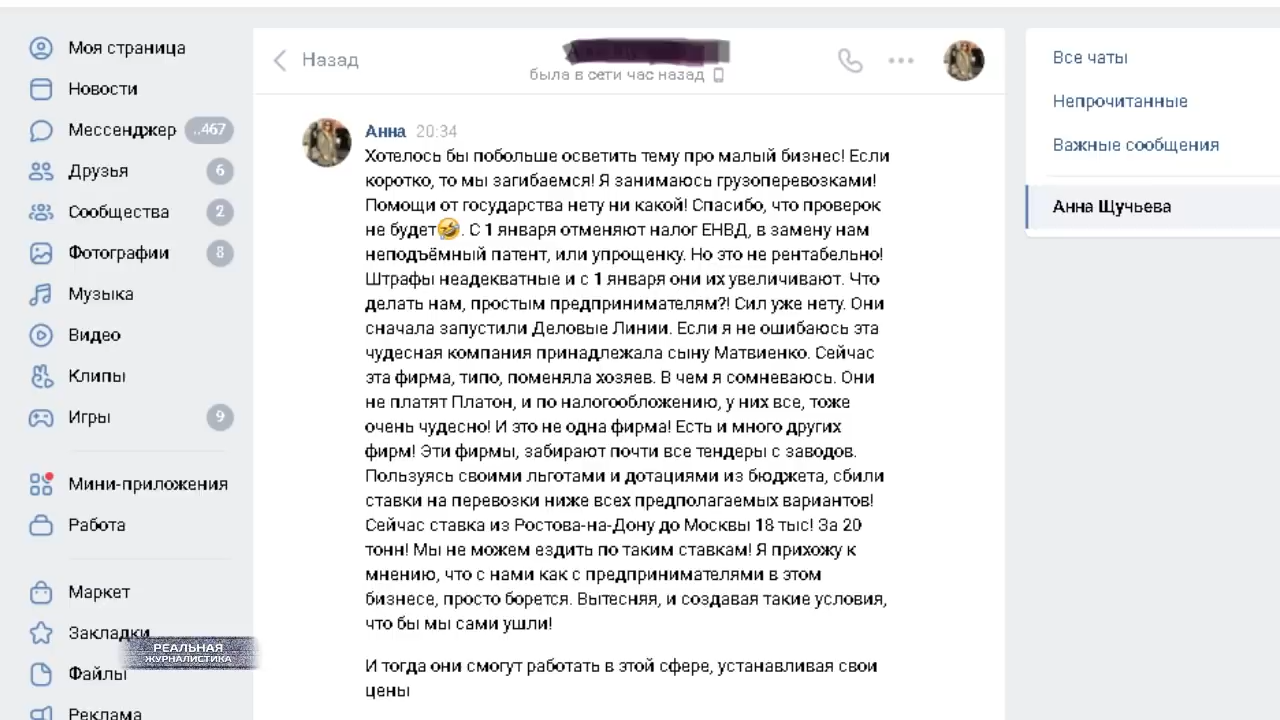 Моя страница
Новости
Мессенджер ..467
Друзья 6
Сообщества 2
Фотографии 8
Музыка
Видео
Клипы
Игры 9
Мини-приложения
Работа
Маркет
Закладки
Файлы
Реклама
РЕАЛЬНАЯ
ЖУРНАЛИСТИКА
Назад
была в сети час назад
Анна 20:34
Хотелось бы побольше осветить тему про малый бизнес! Если
коротко, то мы загибаемся! Я занимаюсь грузоперевозками!
Помощи от государства нету ни какой! Спасибо, что проверок
не будет🤣. С 1 января отменяют налог ЕНВД, в замену нам
неподъёмный патент, или упрощенку. Но это не рентабельно!
Штрафы неадекватные и с 1 января они их увеличивают. Что
делать нам, простым предпринимателям?! Сил уже нету. Они
сначала запустили Деловые Линии. Если я не ошибаюсь эта
чудесная компания принадлежала сыну Матвиенко. Сейчас
эта фирма, типо, поменяла хозяев. В чем я сомневаюсь. Они
не платят Платон, и по налогообложению, у них все, тоже
очень чудесно! И это не одна фирма! Есть и много других
фирм! Эти фирмы, забирают почти все тендеры с заводов.
Пользуясь своими льготами и дотациями из бюджета, сбили
ставки на перевозки ниже всех предполагаемых вариантов!
Сейчас ставка из Ростова-на-Дону до Москвы 18 тыс! За 20
тонн! Мы не можем ездить по таким ставкам! Я прихожу к
мнению, что с нами как с предпринимателями в этом
бизнесе, просто борется. Вытесняя, и создавая такие условия,
что бы мы сами ушли!
И тогда они смогут работать в этой сфере, устанавливая свои
цены
Все чаты
Непрочитанные
Важные сообщения
Анна Щучьева